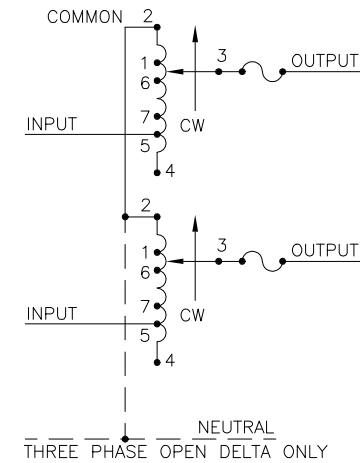 COMMON 2
3
OUTPUT
1
6
INPUT
7
CW
5
4
2
3
OUTPUT
1
6
INPUT
7
CW
5
4
NEUTRAL
THREE PHASE OPEN DELTA ONLY